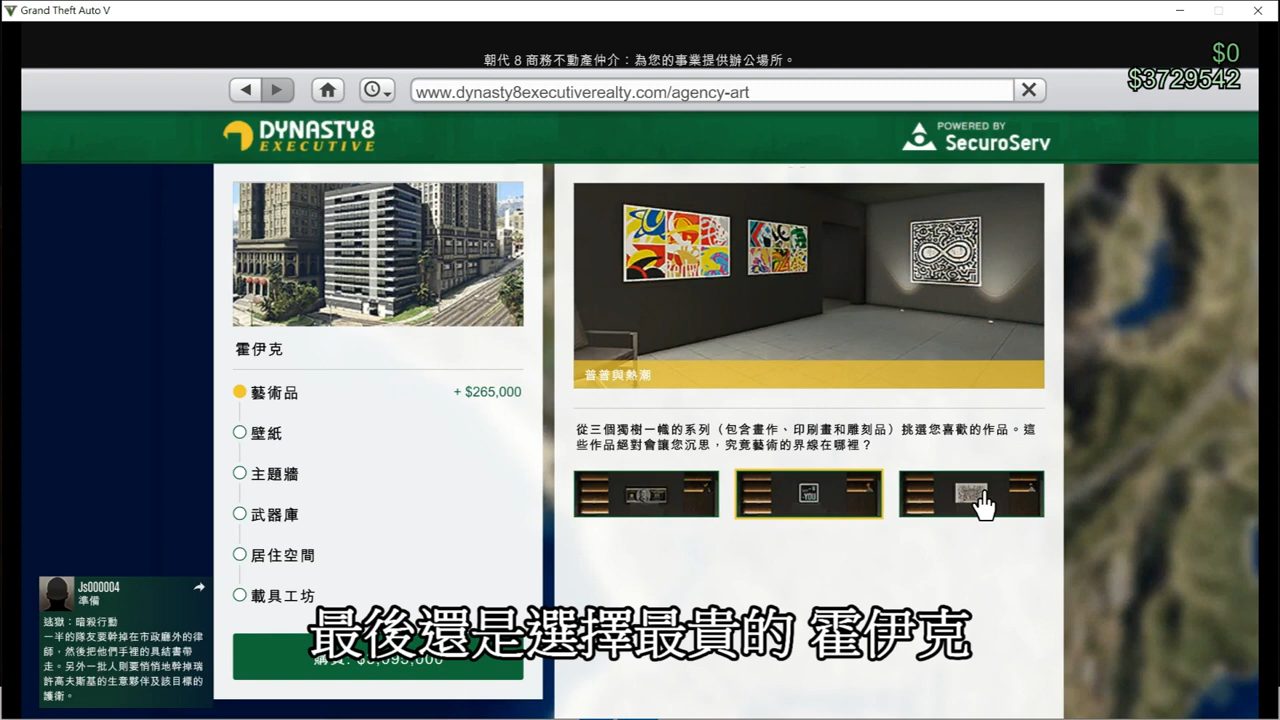 Grand Theft Auto V
朝代 8 商務不動產仲介：為您的事業提供辦公場所。
$0
$3729542
www.dynasty8executiverealty.com/agency-art
DYNASTY 8
EXECUTIVE
POWERED BY
SecuroServ
霍伊克
藝術品
+ $265,000
壁紙
主題牆
武器庫
居住空間
載具工坊
普普與熱潮
從三個獨樹一幟的系列（包含畫作、印刷畫和雕刻品）挑選您喜歡的作品。這
些作品絕對會讓您沉思，究竟藝術的界線在哪裡？
Js000004
準備
逃獄：暗殺行動
一半的隊友要幹掉在市政廳外的律
師，然後把他們手裡的具結書帶
走。另外一批人則要悄悄地幹掉瑞
許高夫斯基的生意夥伴及該目標的
護衛。
最後還是選擇最貴的 霍伊克